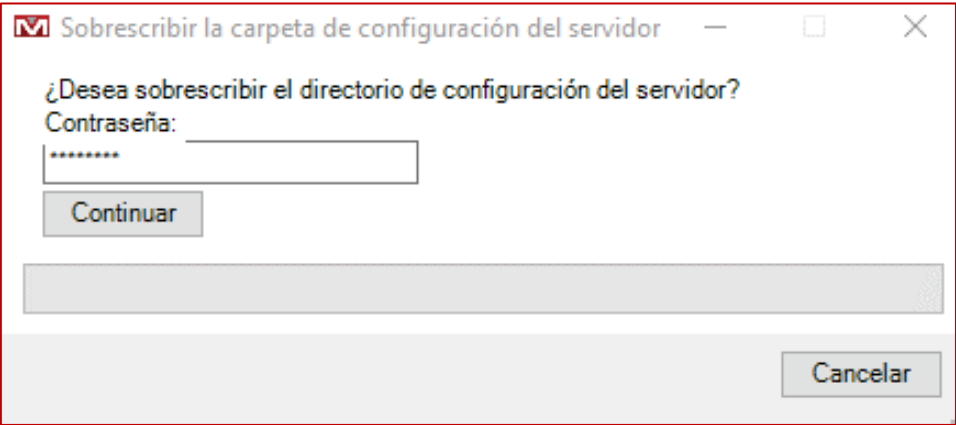 Sobrescribir la carpeta de configuración del servidor
¿Desea sobrescribir el directorio de configuración del servidor?
Contraseña:
********
Continuar
Cancelar